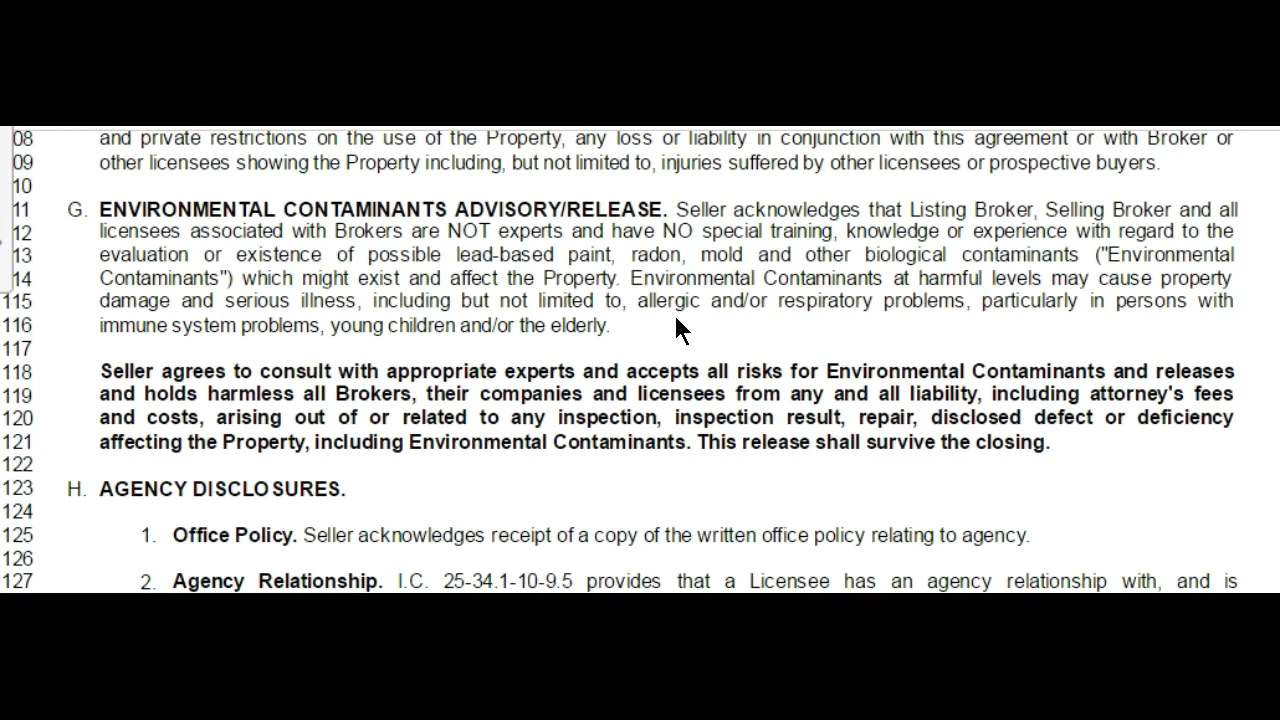 08 and private restrictions on the use of the Property, any loss or liability in conjunction with this agreement or with Broker or
09 other licensees showing the Property including, but not limited to, injuries suffered by other licensees or prospective buyers.
10
11 G. ENVIRONMENTAL CONTAMINANTS ADVISORY/RELEASE. Seller acknowledges that Listing Broker, Selling Broker and all
12 licensees associated with Brokers are NOT experts and have NO special training, knowledge or experience with regard to the
13 evaluation or existence of possible lead-based paint, radon, mold and other biological contaminants ("Environmental
14 Contaminants") which might exist and affect the Property. Environmental Contaminants at harmful levels may cause property
115 damage and serious illness, including but not limited to, allergic and/or respiratory problems, particularly in persons with
116 immune system problems, young children and/or the elderly.
117
118 Seller agrees to consult with appropriate experts and accepts all risks for Environmental Contaminants and releases
119 and holds harmless all Brokers, their companies and licensees from any and all liability, including attorney's fees
120 and costs, arising out of or related to any inspection, inspection result, repair, disclosed defect or deficiency
121 affecting the Property, including Environmental Contaminants. This release shall survive the closing.
122
123 H. AGENCY DISCLOSURES.
124
125 1. Office Policy. Seller acknowledges receipt of a copy of the written office policy relating to agency.
126
127 2. Agency Relationship. I.C. 25-34.1-10-9.5 provides that a Licensee has an agency relationship with, and is